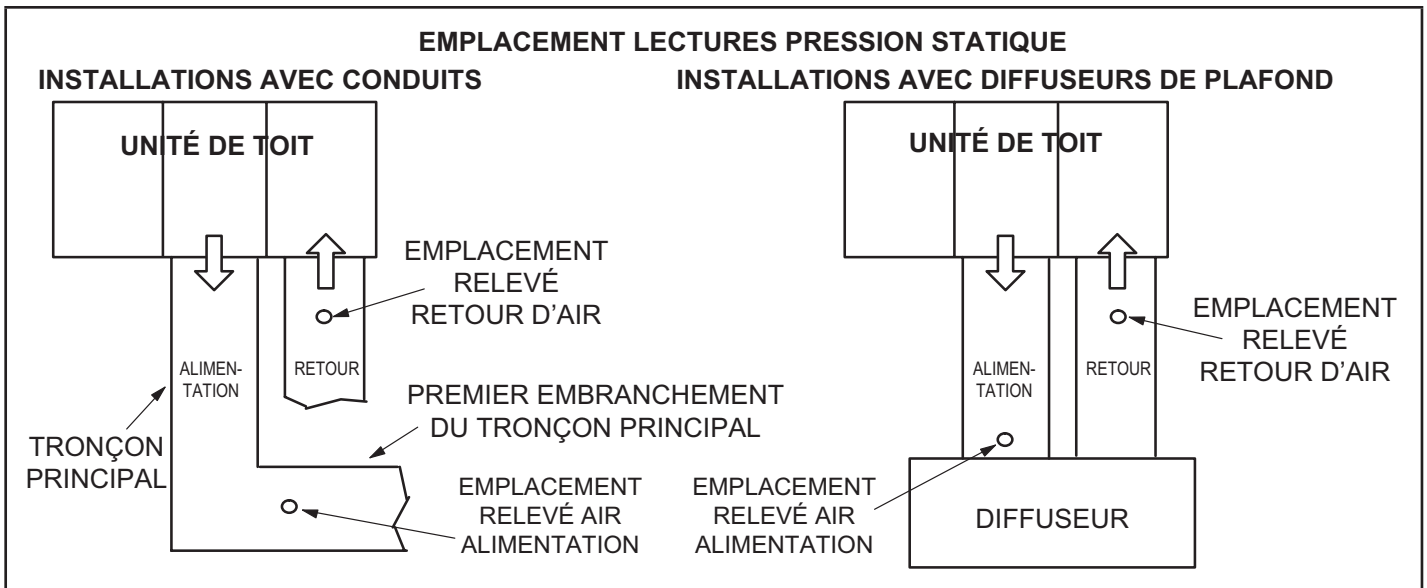 EMPLACEMENT LECTURES PRESSION STATIQUE
INSTALLATIONS AVEC CONDUITS
UNITÉ DE TOIT
EMPLACEMENT
RELEVÉ
RETOUR D'AIR
ALIMEN-
TATION
RETOUR
TRONÇON
PRINCIPAL
PREMIER EMBRANCHEMENT
DU TRONÇON PRINCIPAL
EMPLACEMENT
RELEVÉ AIR
ALIMENTATION
INSTALLATIONS AVEC DIFFUSEURS DE PLAFOND
UNITÉ DE TOIT
EMPLACEMENT
RELEVÉ
RETOUR D'AIR
ALIMEN-
TATION
RETOUR
EMPLACEMENT
RELEVÉ AIR
ALIMENTATION
DIFFUSEUR